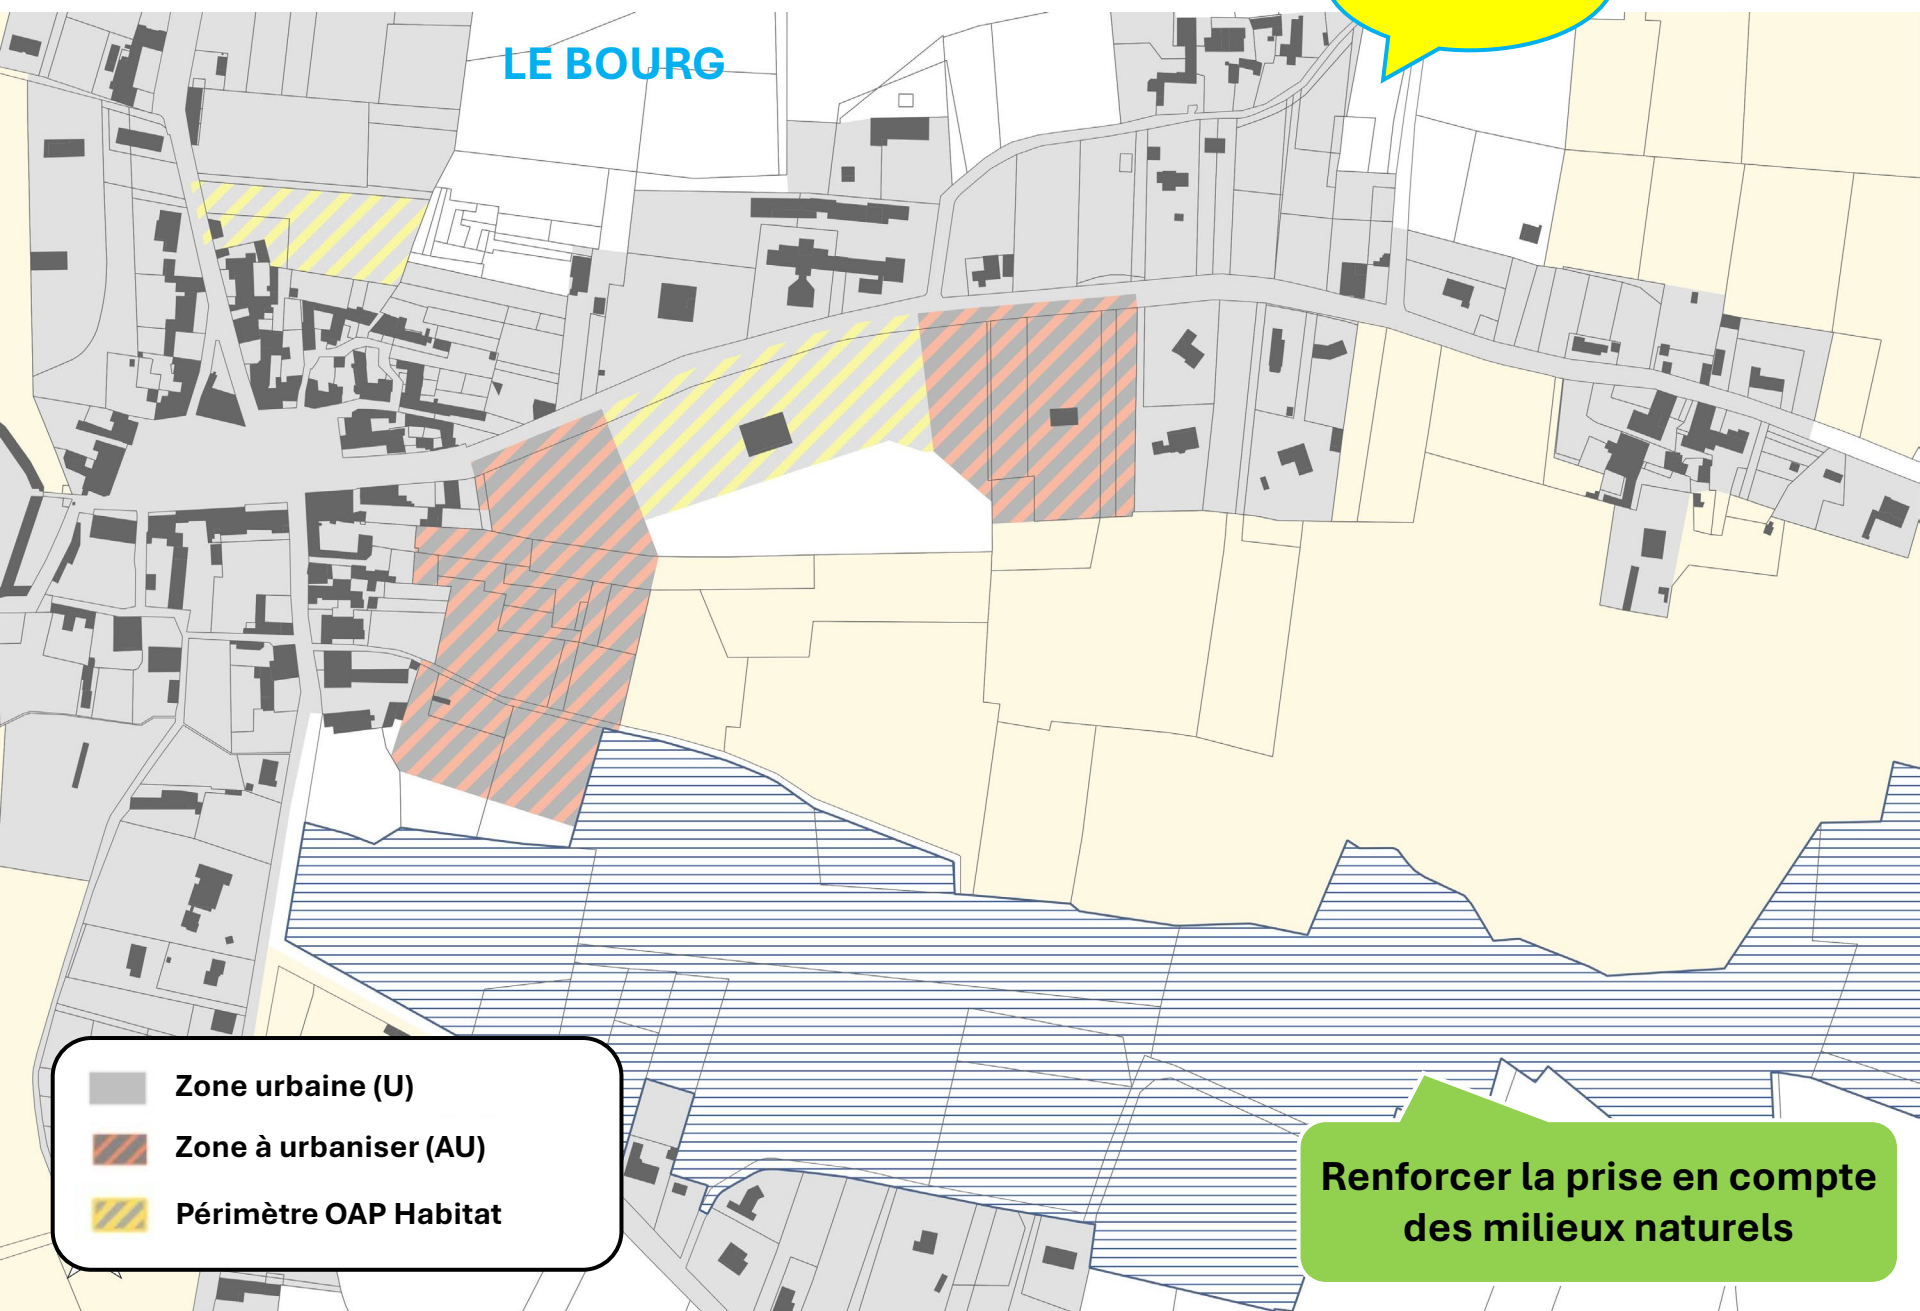 LE BOURG
Zone urbaine (U)
Zone à urbaniser (AU)
Périmètre OAP Habitat
Renforcer la prise en compte
des milieux naturels